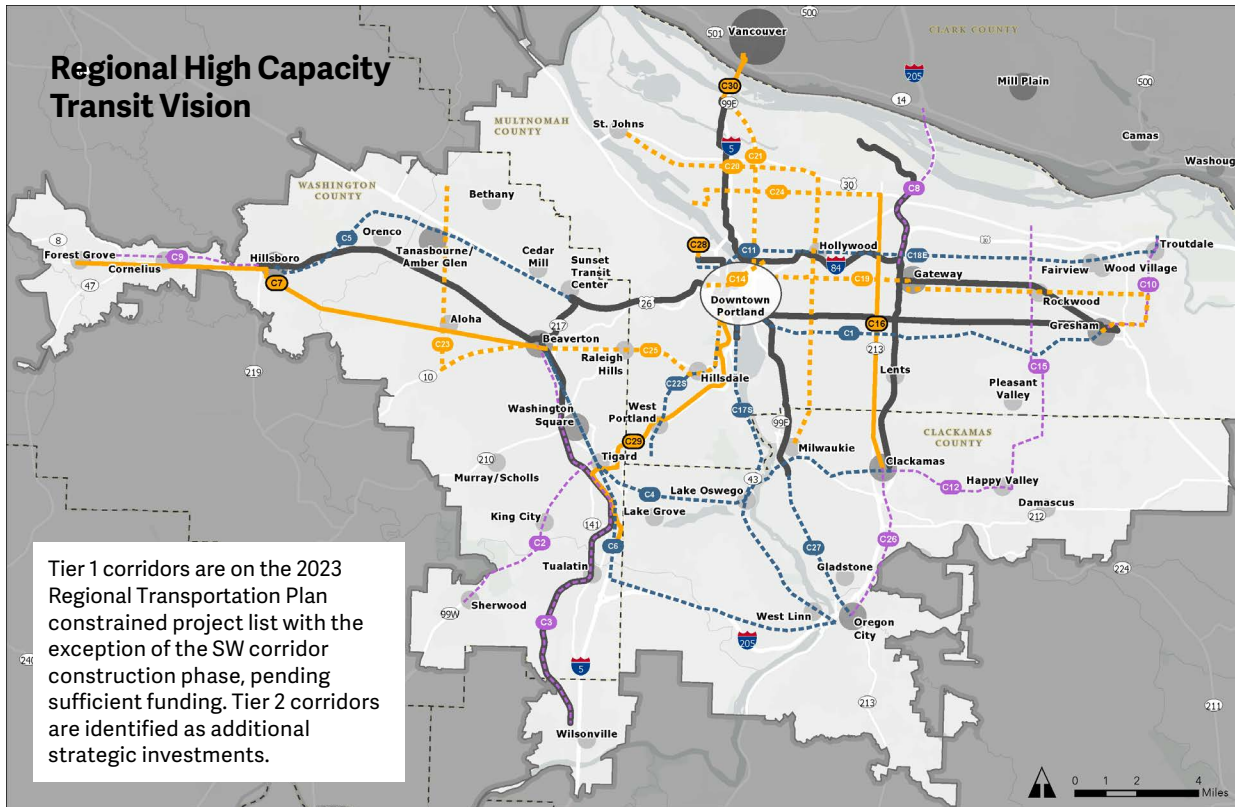 Regional High Capacity
Transit Vision
500
501
Vancouver
CLARK COUNTY
205
14
Mill Plain
500
Camas
Washoug
C30
99E
MULTNOMAH
COUNTY
St. Johns
5
C21
C20
30
C24
C8
WASHINGTON
COUNTY
Bethany
8
Forest Grove
C9
Cornelius
47
Hillsboro
C7
C5
Orenco
Tanasbourne/
Amber Glen
Cedar
Mill
Sunset
Transit
Center
26
217
C28
C11
Hollywood
84
C14
C19
C18E
Gateway
Downtown
Portland
30
Troutdale
Fairview
Wood Village
C10
Rockwood
Gresham
C16
213
C1
Aloha
C23
10
219
Beaverton
C25
Raleigh
Hills
C22S
Hillsdale
Lents
C15
Pleasant
Valley
Washington
Square
West
Portland
C29
C17S
99E
CLACKAMAS
COUNTY
Tigard
210
Murray/Scholls
Milwaukie
Clackamas
C4
Lake Oswego
43
C12
Happy Valley
Damascus
212
King City
141
Lake Grove
C2
C6
C27
C26
Tualatin
Gladstone
224
Sherwood
99W
C3
West Linn
Oregon
City
205
5
240
213
211
Wilsonville
Tier 1 corridors are on the 2023
Regional Transportation Plan
constrained project list with the
exception of the SW corridor
construction phase, pending
sufficient funding. Tier 2 corridors
are identified as additional
strategic investments.
0 1 2 4
Miles